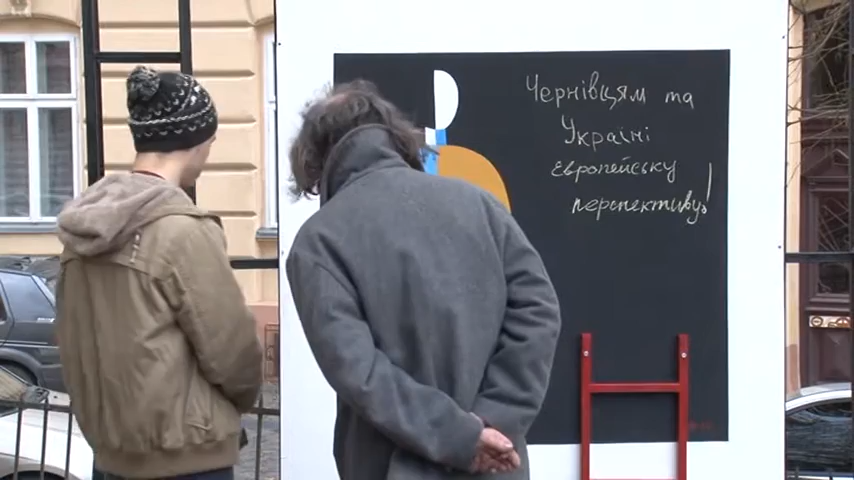 Чернівцям та
Україні
європейську
перспективу!